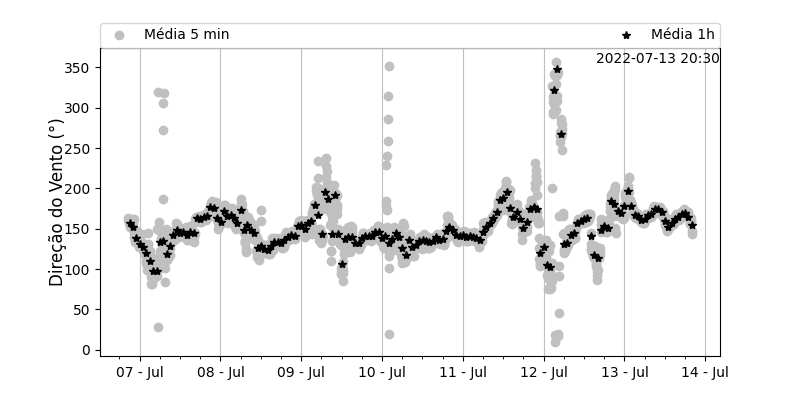 Média 5 min
Média 1h
2022-07-13 20:30
Direção do Vento (°)
350
300
250
200
150
100
50
0
07 - Jul
08 - Jul
09 - Jul
10 - Jul
11 - Jul
12 - Jul
13 - Jul
14 - Jul